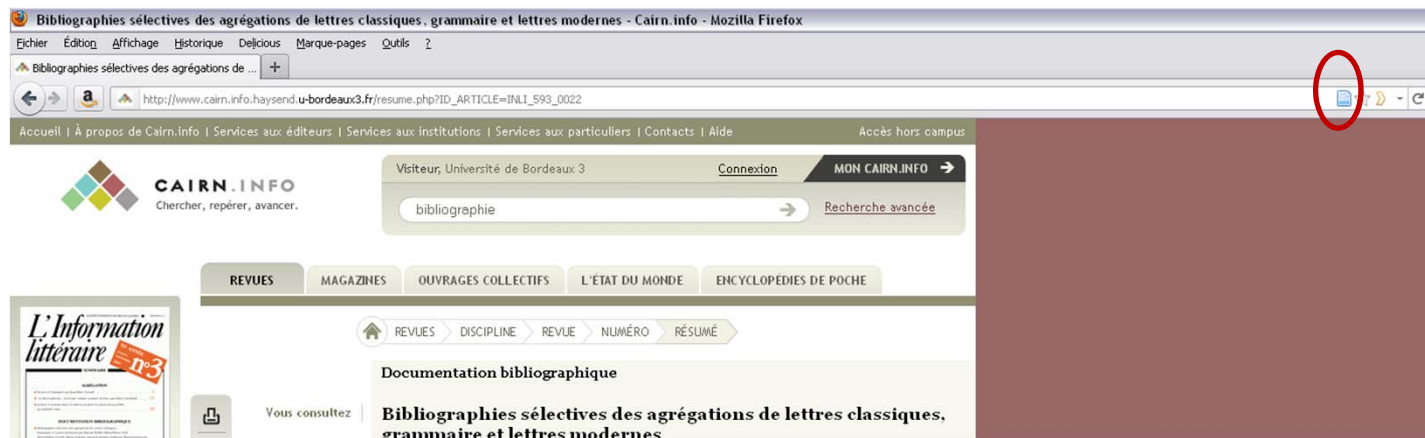 Bibliographies sélectives des agrégations de lettres classiques, grammaire et lettres modernes - Cairn.info - Mozilla Firefox
Fichier Édition Affichage Historique Delicious Marque-pages Outils ?
Bibliographies sélectives des agrégations de ... +
http://www.cairn.info.haysend.u-bordeaux3.fr/resume.php?ID_ARTICLE=INLI_593_0022
Accueil | À propos de Cairn.info | Services aux éditeurs | Services aux institutions | Services aux particuliers | Contacts | Aide Accès hors campus
Visiteur, Université de Bordeaux 3 Connexion MON CAIRN.INFO
CAIRN.INFO
Chercher, repérer, avancer.
bibliographie Recherche avancée
REVUES MAGAZINES OUVRAGES COLLECTIFS L'ÉTAT DU MONDE ENCYCLOPÉDIES DE POCHE
L'Information
littéraire
n°3
REVUES DISCIPLINE REVUE NUMÉRO RÉSUMÉ
Documentation bibliographique
Vous consultez
Bibliographies sélectives des agrégations de lettres classiques,
grammaire et lettres modernes